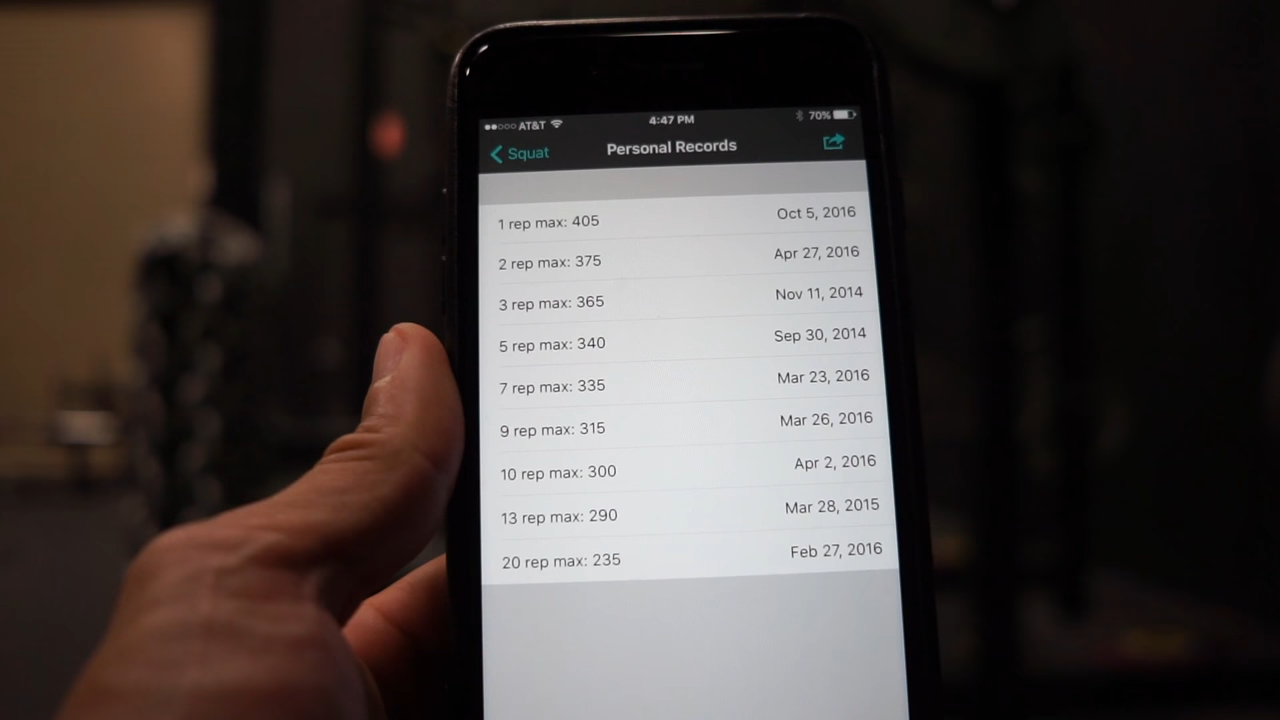 AT&T 4:47 PM 70%
Squat Personal Records
1 rep max: 405 Oct 5, 2016
2 rep max: 375 Apr 27, 2016
3 rep max: 365 Nov 11, 2014
5 rep max: 340 Sep 30, 2014
7 rep max: 335 Mar 23, 2016
9 rep max: 315 Mar 26, 2016
10 rep max: 300 Apr 2, 2016
13 rep max: 290 Mar 28, 2015
20 rep max: 235 Feb 27, 2016